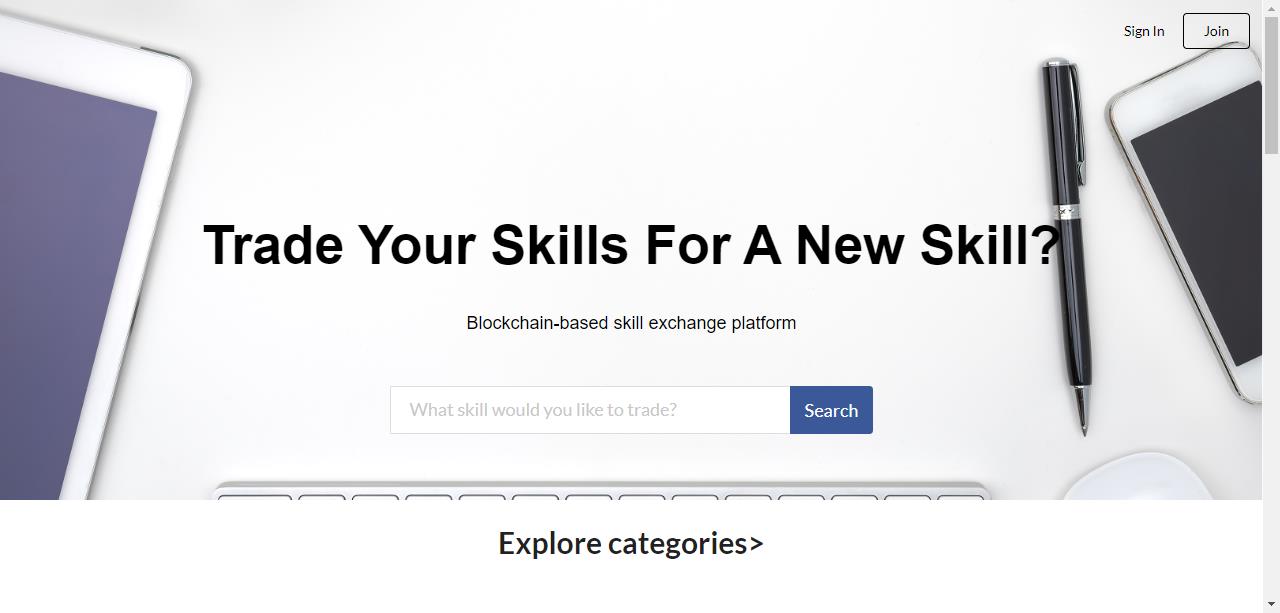 Sign In Join
Trade Your Skills For A New Skill?
Blockchain-based skill exchange platform
What skill would you like to trade? Search
Explore categories>